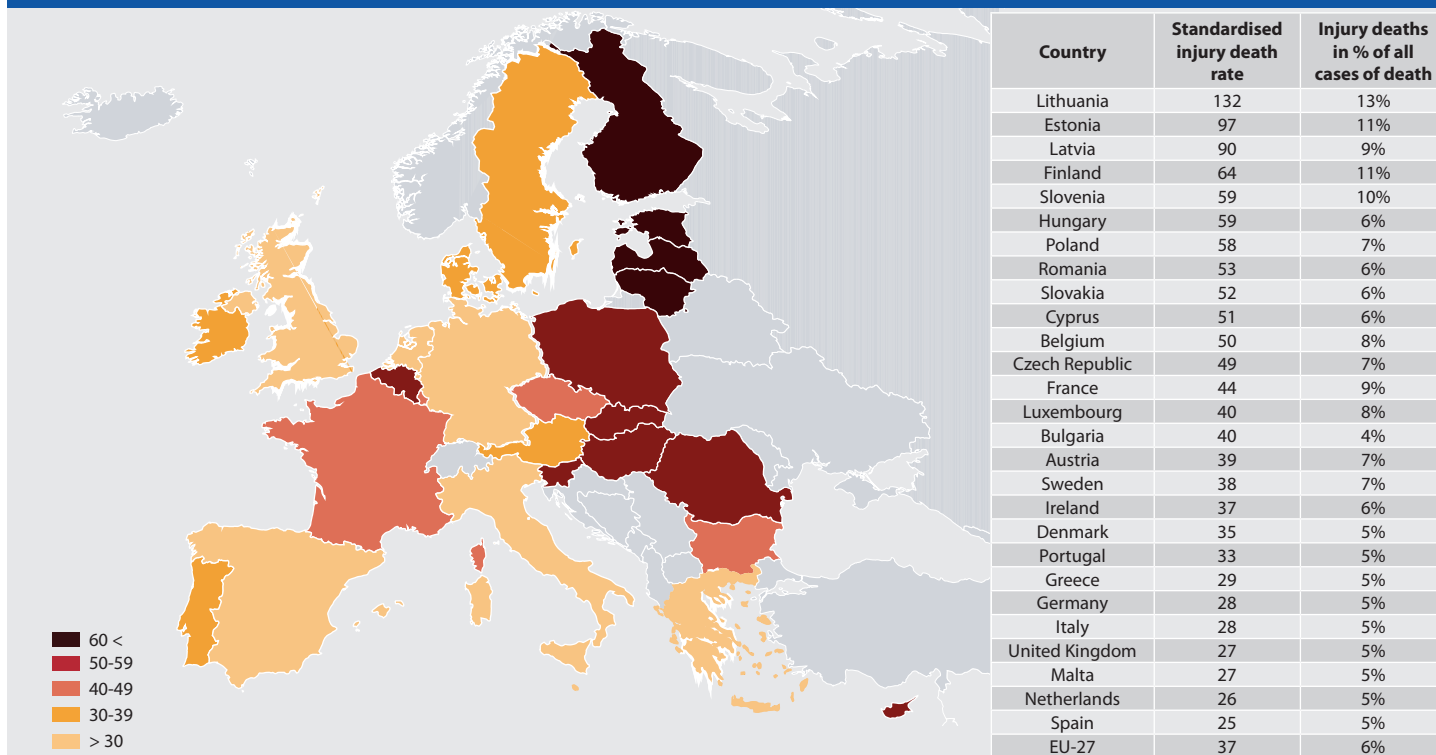 60 <
50-59
40-49
30-39
> 30
Country Standardised injury death rate Injury deaths in % of all cases of death
Lithuania 132 13%
Estonia 97 11%
Latvia 90 9%
Finland 64 11%
Slovenia 59 10%
Hungary 59 6%
Poland 58 7%
Romania 53 6%
Slovakia 52 6%
Cyprus 51 6%
Belgium 50 8%
Czech Republic 49 7%
France 44 9%
Luxembourg 40 8%
Bulgaria 40 4%
Austria 39 7%
Sweden 38 7%
Ireland 37 6%
Denmark 35 5%
Portugal 33 5%
Greece 29 5%
Germany 28 5%
Italy 28 5%
United Kingdom 27 5%
Malta 27 5%
Netherlands 26 5%
Spain 25 5%
EU-27 37 6%